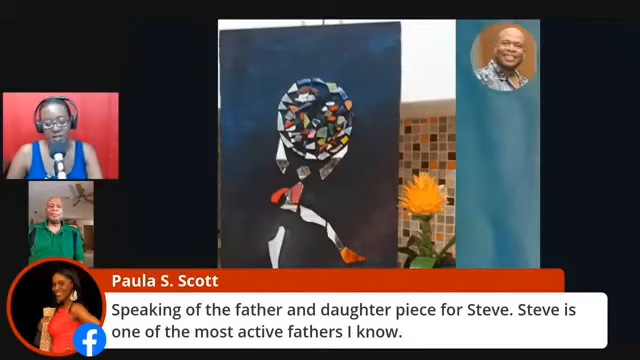 Paula S. Scott
Speaking of the father and daughter piece for Steve. Steve is
one of the most active fathers I know.